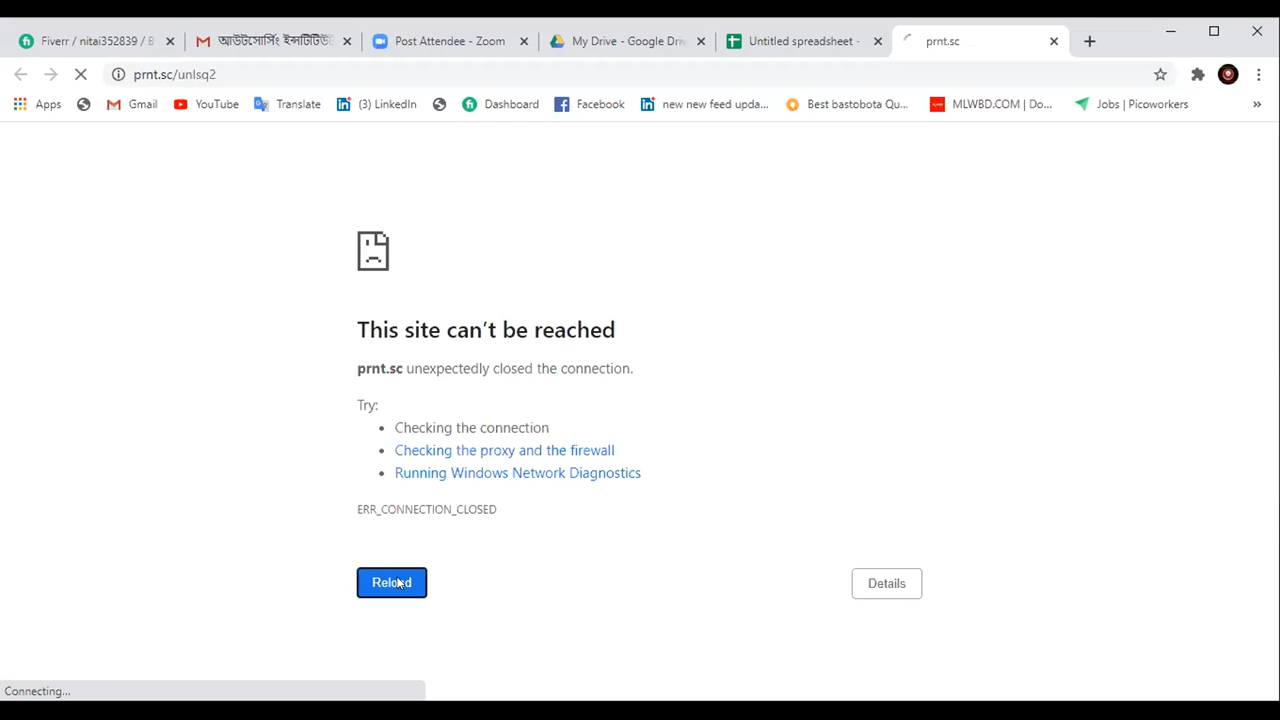 Fiverr / nitai352839 / B
আউটসোর্সিং ইন্সটিটিউ
Post Attendee - Zoom
My Drive - Google Dri
Untitled spreadsheet -
prnt.sc
prnt.sc/unlsq2
Apps
Gmail
YouTube
Translate
(3) LinkedIn
Dashboard
Facebook
new new feed upda...
Best bastobota Qu...
MLWBD.COM | Do...
Jobs | Picoworkers
»
This site can't be reached
prnt.sc unexpectedly closed the connection.
Try:
• Checking the connection
• Checking the proxy and the firewall
• Running Windows Network Diagnostics
ERR_CONNECTION_CLOSED
Reload
Details
Connecting...